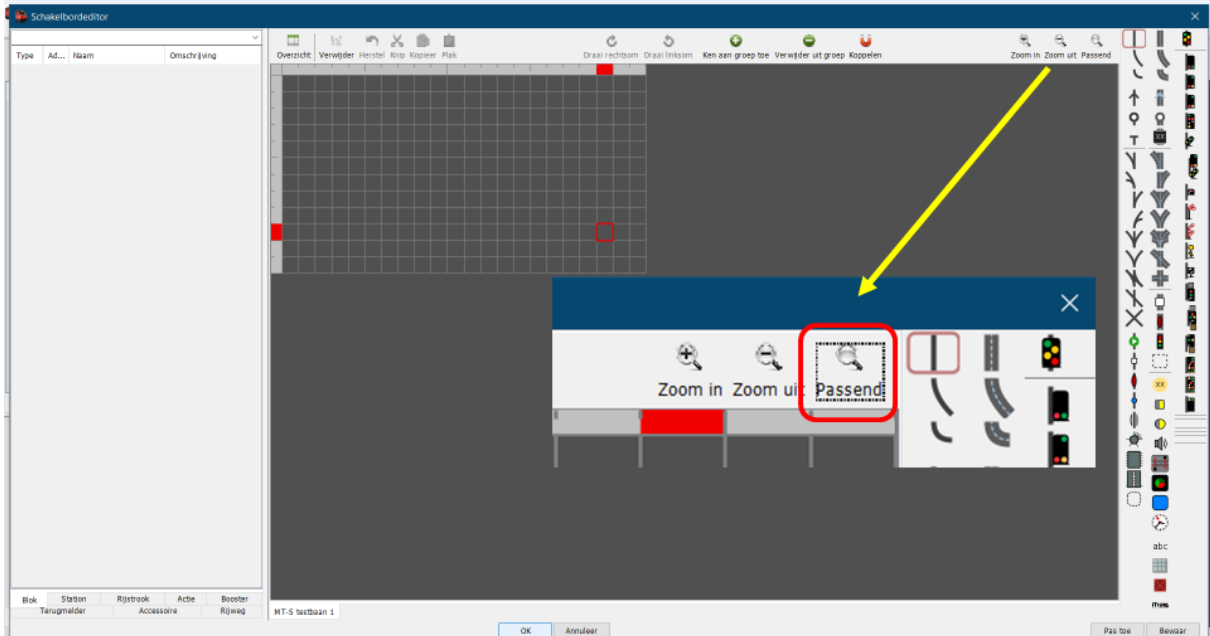 Schakelbordeditor
Overzicht Verwijder Herstel Knip Kopieer Plak Draai rechtsom Draai linksom Ken aan groep toe Verwijder uit groep Koppelen Zoom in Zoom uit Passend
Type Ad... Naam Omschrijving
Zoom in Zoom uit Passend
XX
XX
abc
Blok Station Rijstrook Actie Booster
Terugmelder Accessoire Rijweg
MT-S testbaan 1
OK Annuleer Pas toe Bewaar